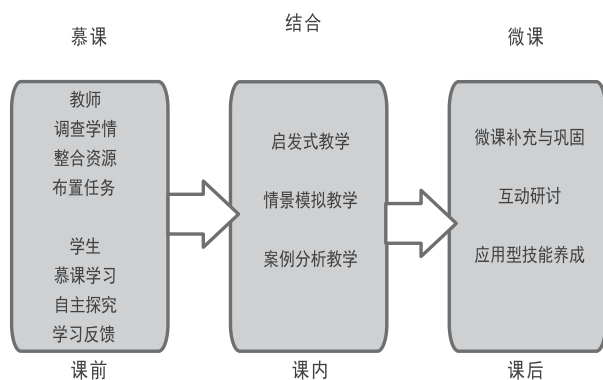 慕课
教师
调查学情
整合资源
布置任务
学生
慕课学习
自主探究
学习反馈
课前
结合
启发式教学
情景模拟教学
案例分析教学
课内
微课
微课补充与巩固
互动研讨
应用型技能养成
课后